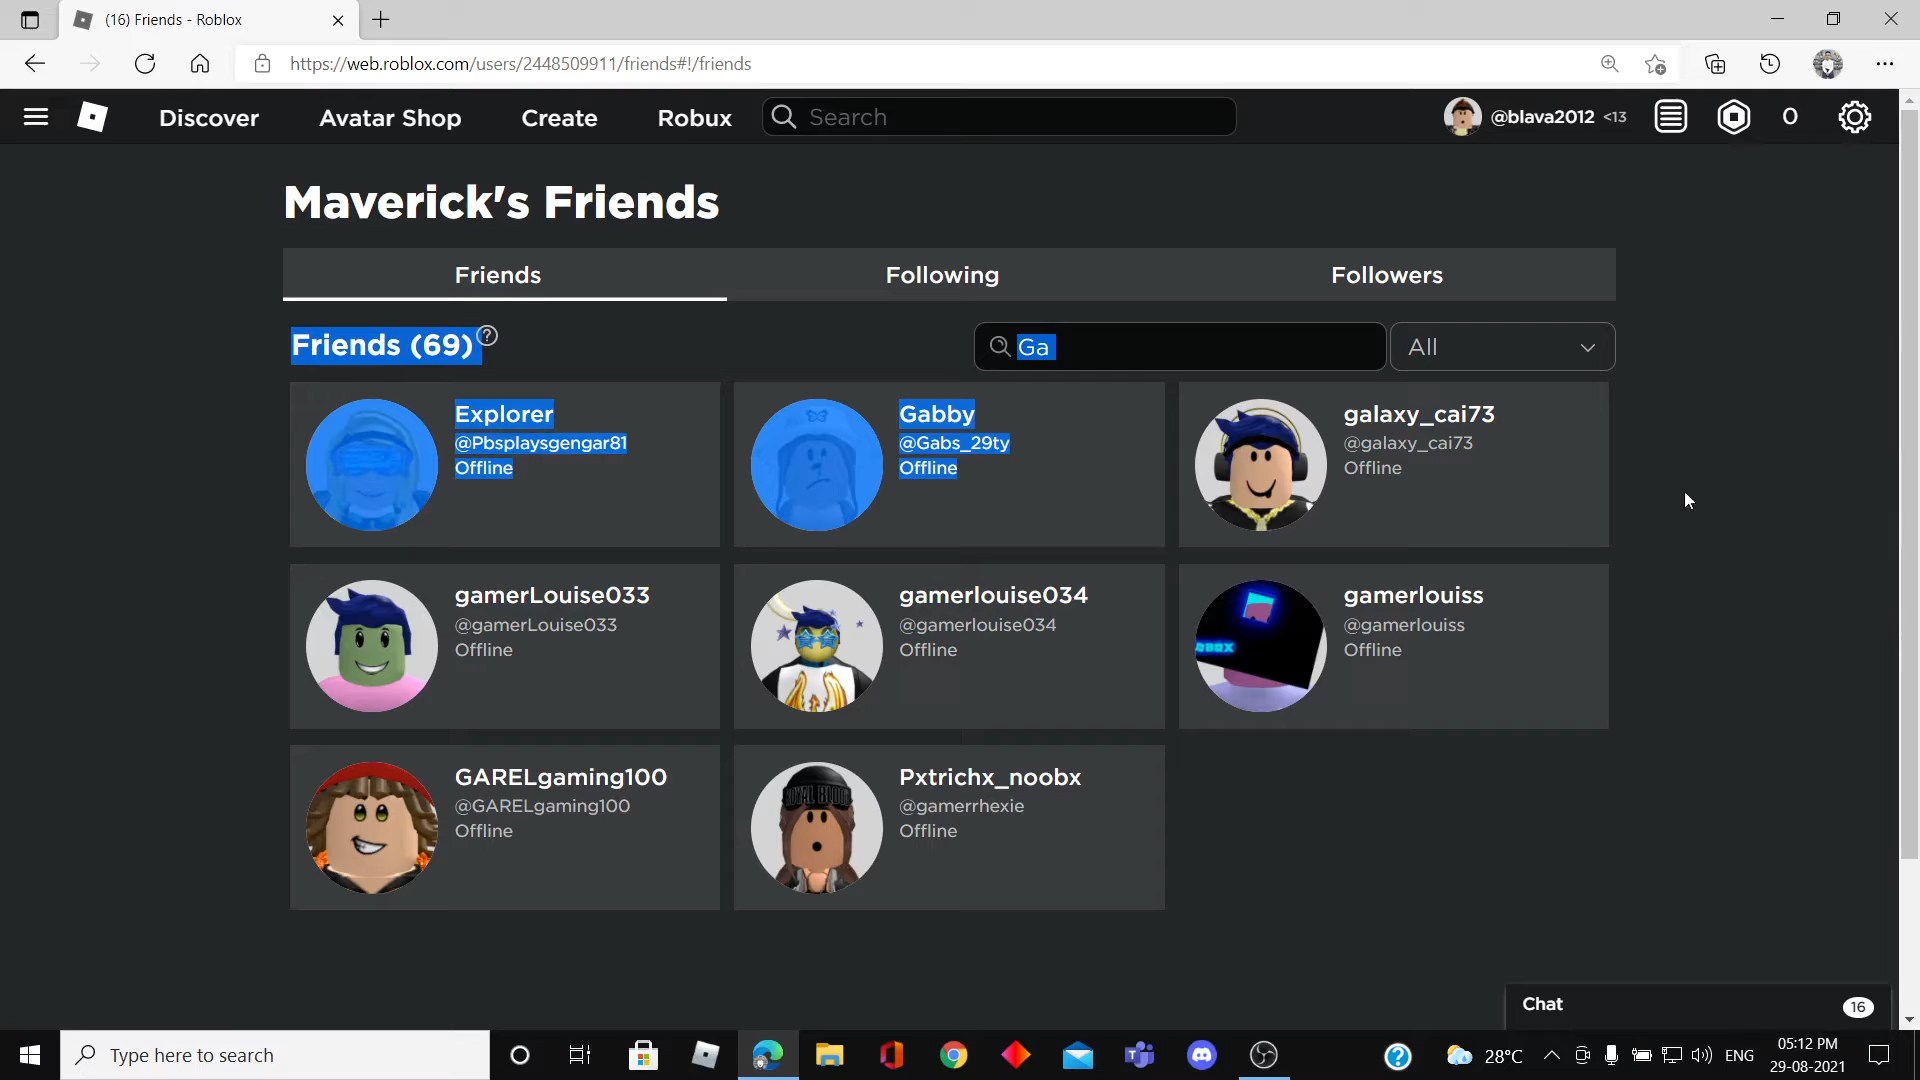 (16) Friends - Roblox
https://web.roblox.com/users/2448509911/friends#!/friends
Discover
Avatar Shop
Create
Robux
Search
@blava2012 <13
0
Maverick's Friends
Friends
Following
Followers
Friends (69)
?
Ga
All
Explorer
@Pbsplaysgengar81
Offline
Gabby
@Gabs_29ty
Offline
galaxy_cai73
@galaxy_cai73
Offline
gamerLouise033
@gamerLouise033
Offline
gamerlouise034
@gamerlouise034
Offline
gamerlouiss
@gamerlouiss
Offline
GARELgaming100
@GARELgaming100
Offline
Pxtrichx_noobx
@gamerrhexie
Offline
Chat
16
Type here to search
28°C
ENG
05:12 PM
29-08-2021